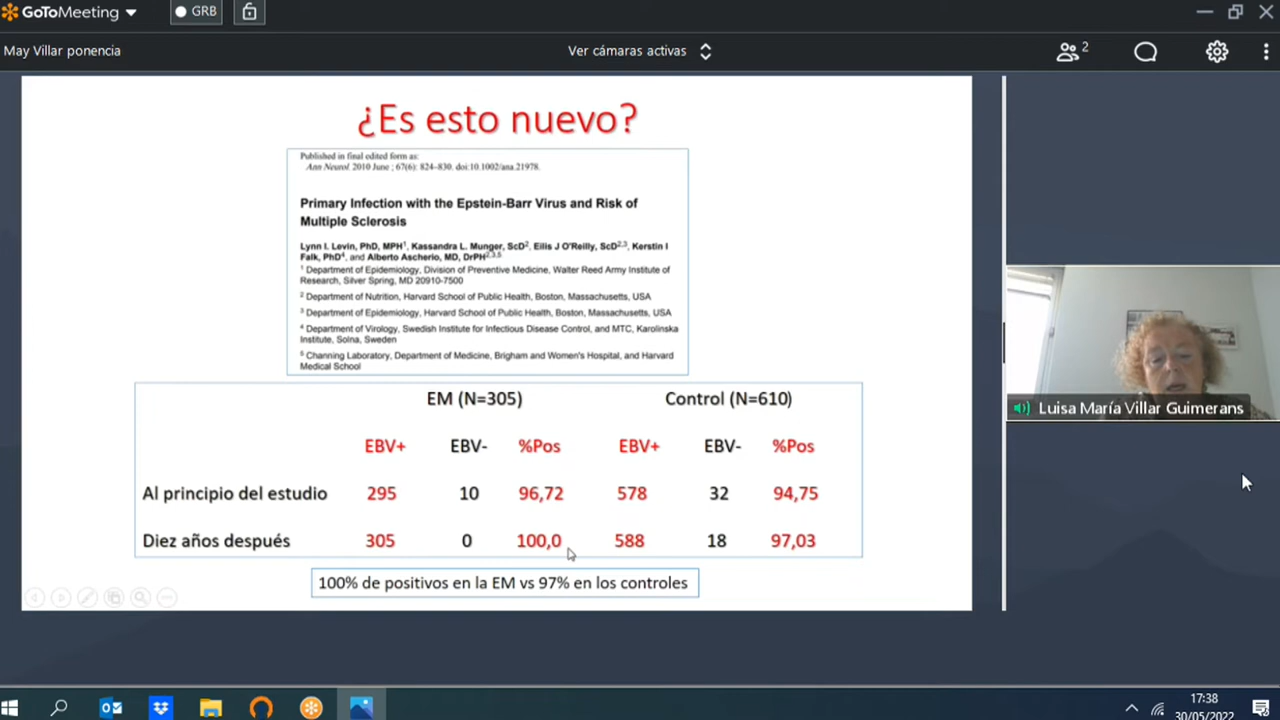 GoToMeeting
GRB
May Villar ponencia
Ver cámaras activas
2
¿Es esto nuevo?
Published in final edited form as:
Ann Neurol. 2010 June ; 67(6): 824–830. doi:10.1002/ana.21978.
Primary Infection with the Epstein-Barr Virus and Risk of
Multiple Sclerosis
Lynn I. Levin, PhD, MPH1, Kassandra L. Munger, ScD2, Eilis J O'Reilly, ScD2,3, Kerstin I
Falk, PhD4, and Alberto Ascherio, MD, DrPH2,3,5
1 Department of Epidemiology, Division of Preventive Medicine, Walter Reed Army Institute of
Research, Silver Spring, MD 20910-7500
2 Department of Nutrition, Harvard School of Public Health, Boston, Massachusetts, USA
3 Department of Epidemiology, Harvard School of Public Health, Boston, Massachusetts, USA
4 Department of Virology, Swedish Institute for Infectious Disease Control, and MTC, Karolinska
Institute, Solna, Sweden
5 Channing Laboratory, Department of Medicine, Brigham and Women's Hospital, and Harvard
Medical School
EM (N=305) Control (N=610)
EBV+ EBV- %Pos EBV+ EBV- %Pos
Al principio del estudio 295 10 96,72 578 32 94,75
Diez años después 305 0 100,0 588 18 97,03
100% de positivos en la EM vs 97% en los controles
Luisa María Villar Guimerans
17:38
30/05/2022